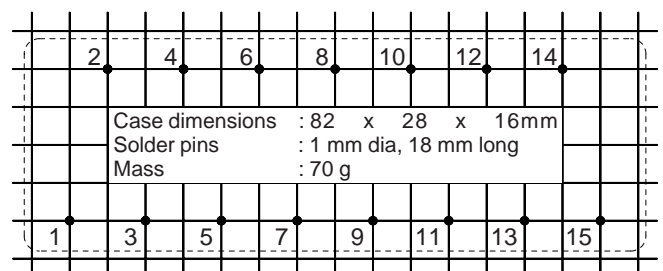 2 4 6 8 10 12 14
Case dimensions : 82 x 28 x 16mm
Solder pins : 1 mm dia, 18 mm long
Mass : 70 g
1 3 5 7 9 11 13 15